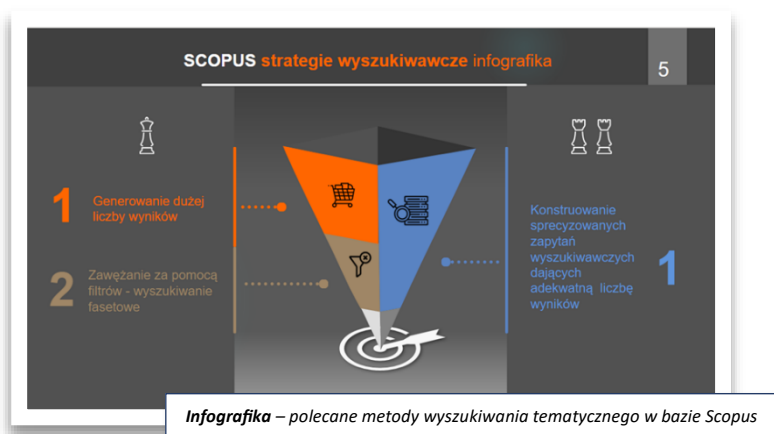 SCOPUS strategie wyszukiwawcze infografika
5
1
Generowanie dużej
liczby wyników
2
Zawężanie za pomocą
filtrów - wyszukiwanie
fasetowe
Konstruowanie
sprecyzowanych
zapytań
wyszukiwawczych
dających
adekwatną liczbę
wyników
1
Infografika – polecane metody wyszukiwania tematycznego w bazie Scopus